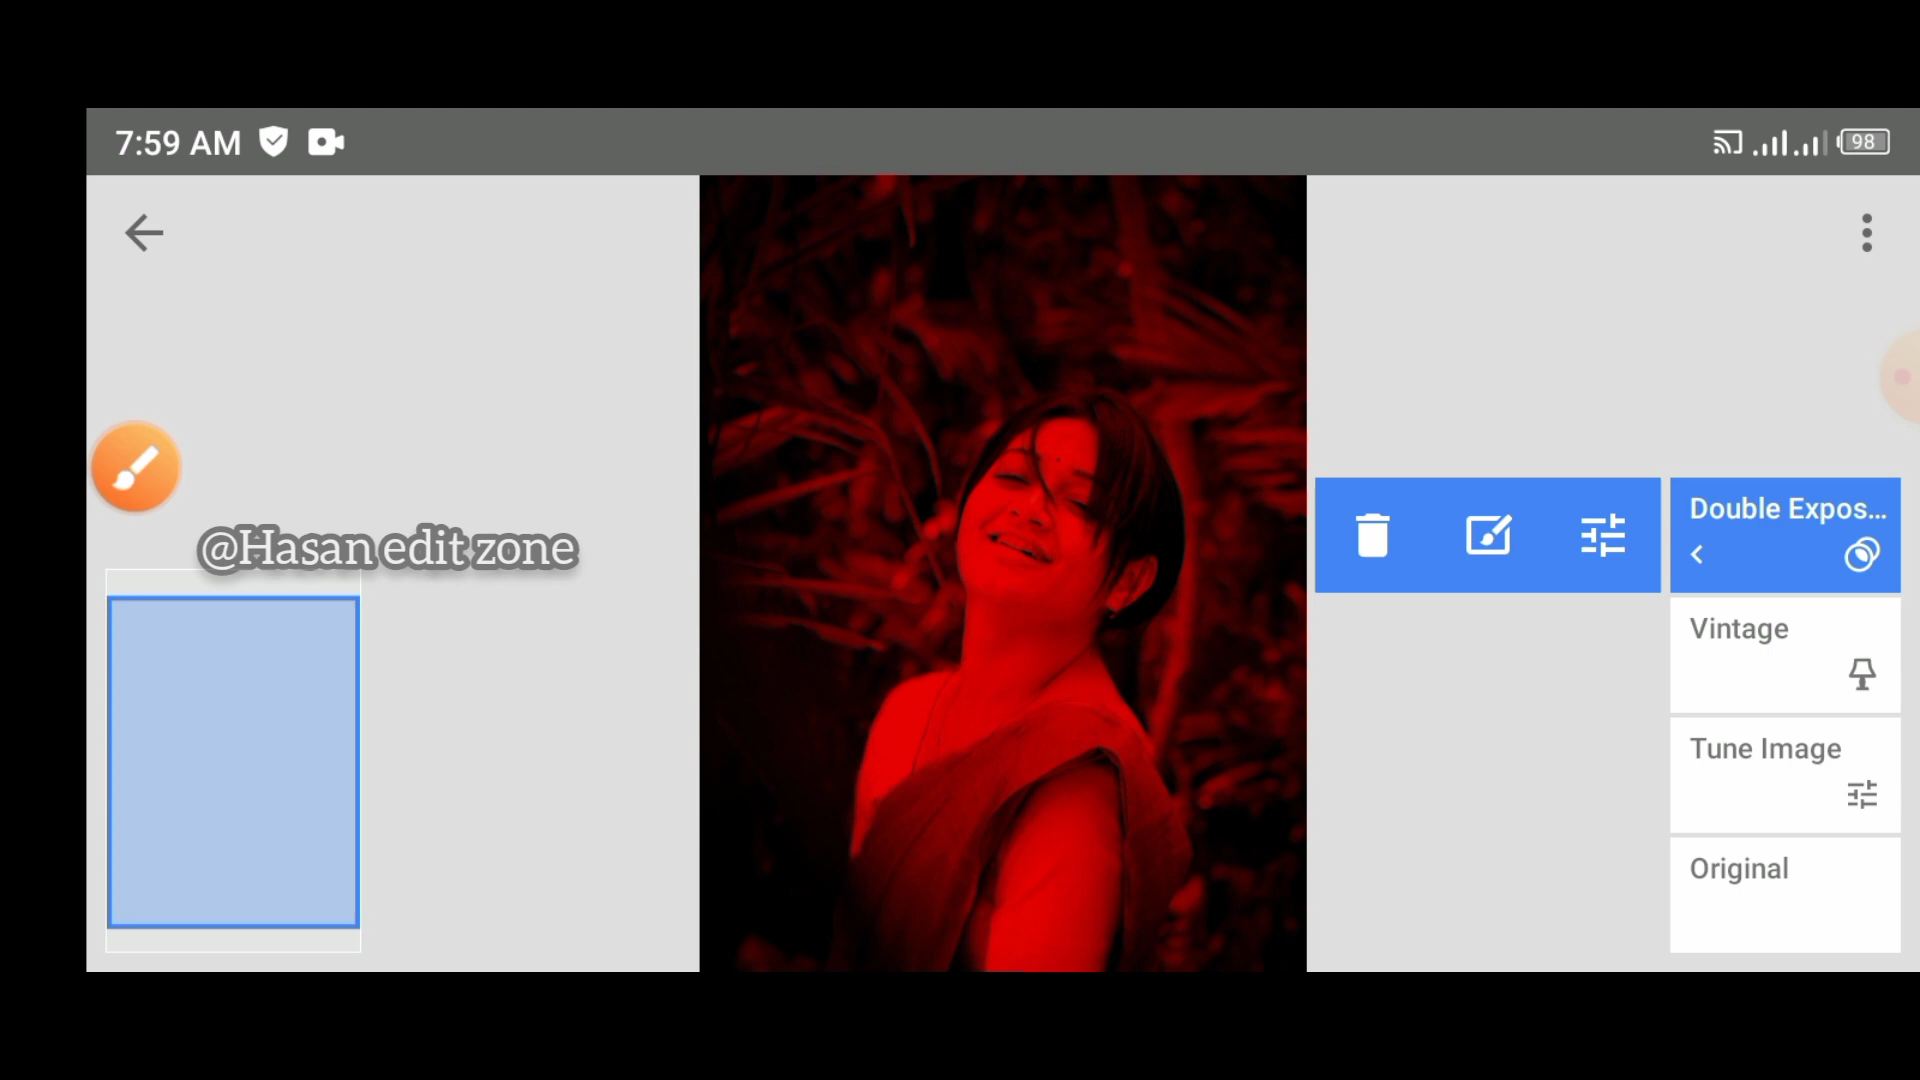 7:59 AM
98
@Hasan edit zone
Double Expos...
Vintage
Tune Image
Original